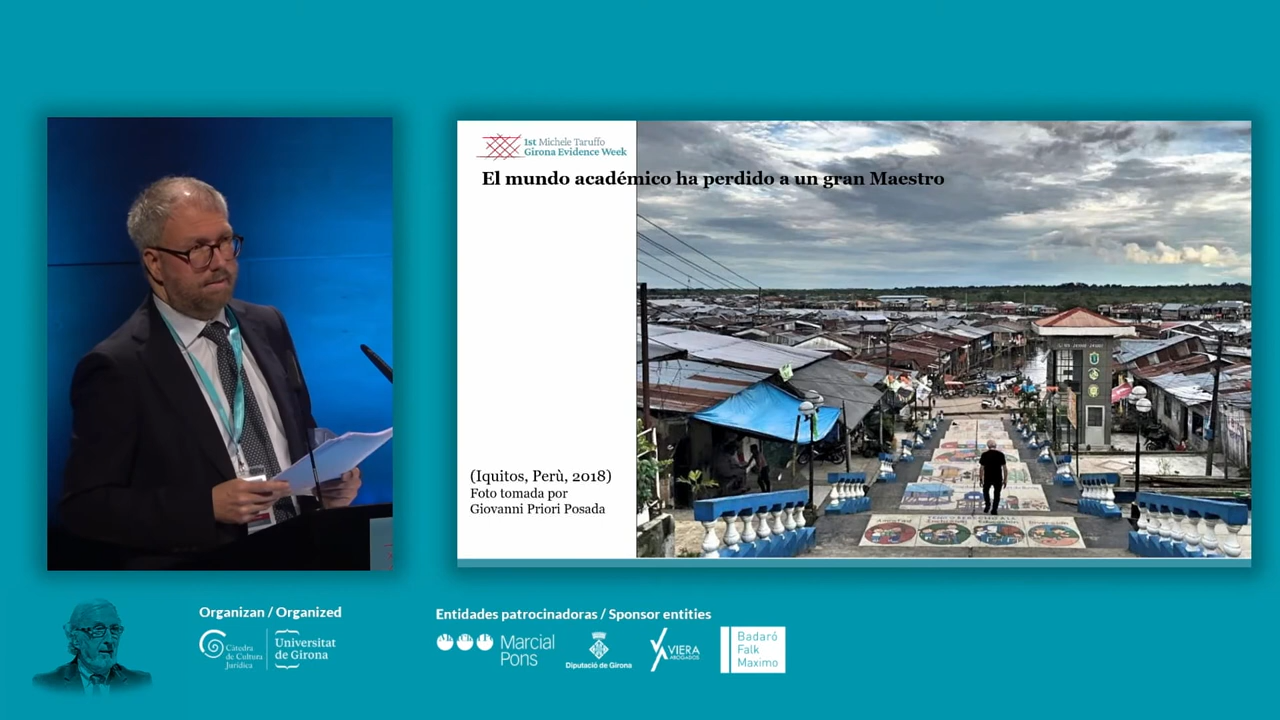 1st Michele Taruffo
Girona Evidence Week
El mundo académico ha perdido a un gran Maestro
(Iquitos, Perù, 2018)
Foto tomada por
Giovanni Priori Posada
Organizan / Organized
Càtedra
de Cultura
Jurídica
Universitat
de Girona
Entidades patrocinadoras / Sponsor entities
Marcial
Pons
Diputació de Girona
VIERA
ABOGADOS
Badaró
Falk
Maximo